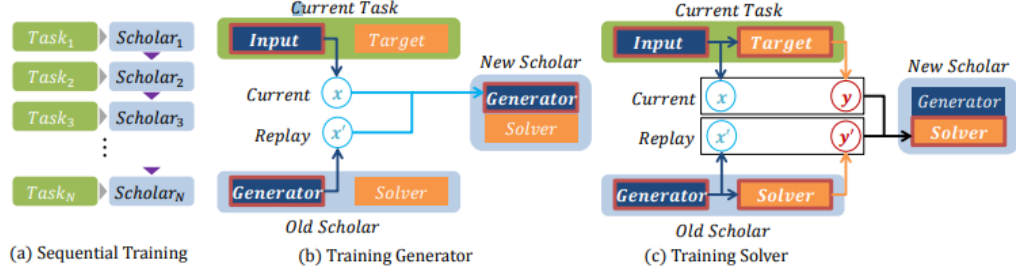 Task₁ Scholar₁
Task₂ Scholar₂
Task₃ Scholar₃
⋮
Task_N Scholar_N
(a) Sequential Training
Current Task
Input Target
New Scholar
Current x
Generator
Solver
Replay x'
Generator Solver
Old Scholar
(b) Training Generator
Current Task
Input Target
New Scholar
Current x y
Generator
Solver
Replay x' y'
Generator Solver
Old Scholar
(c) Training Solver